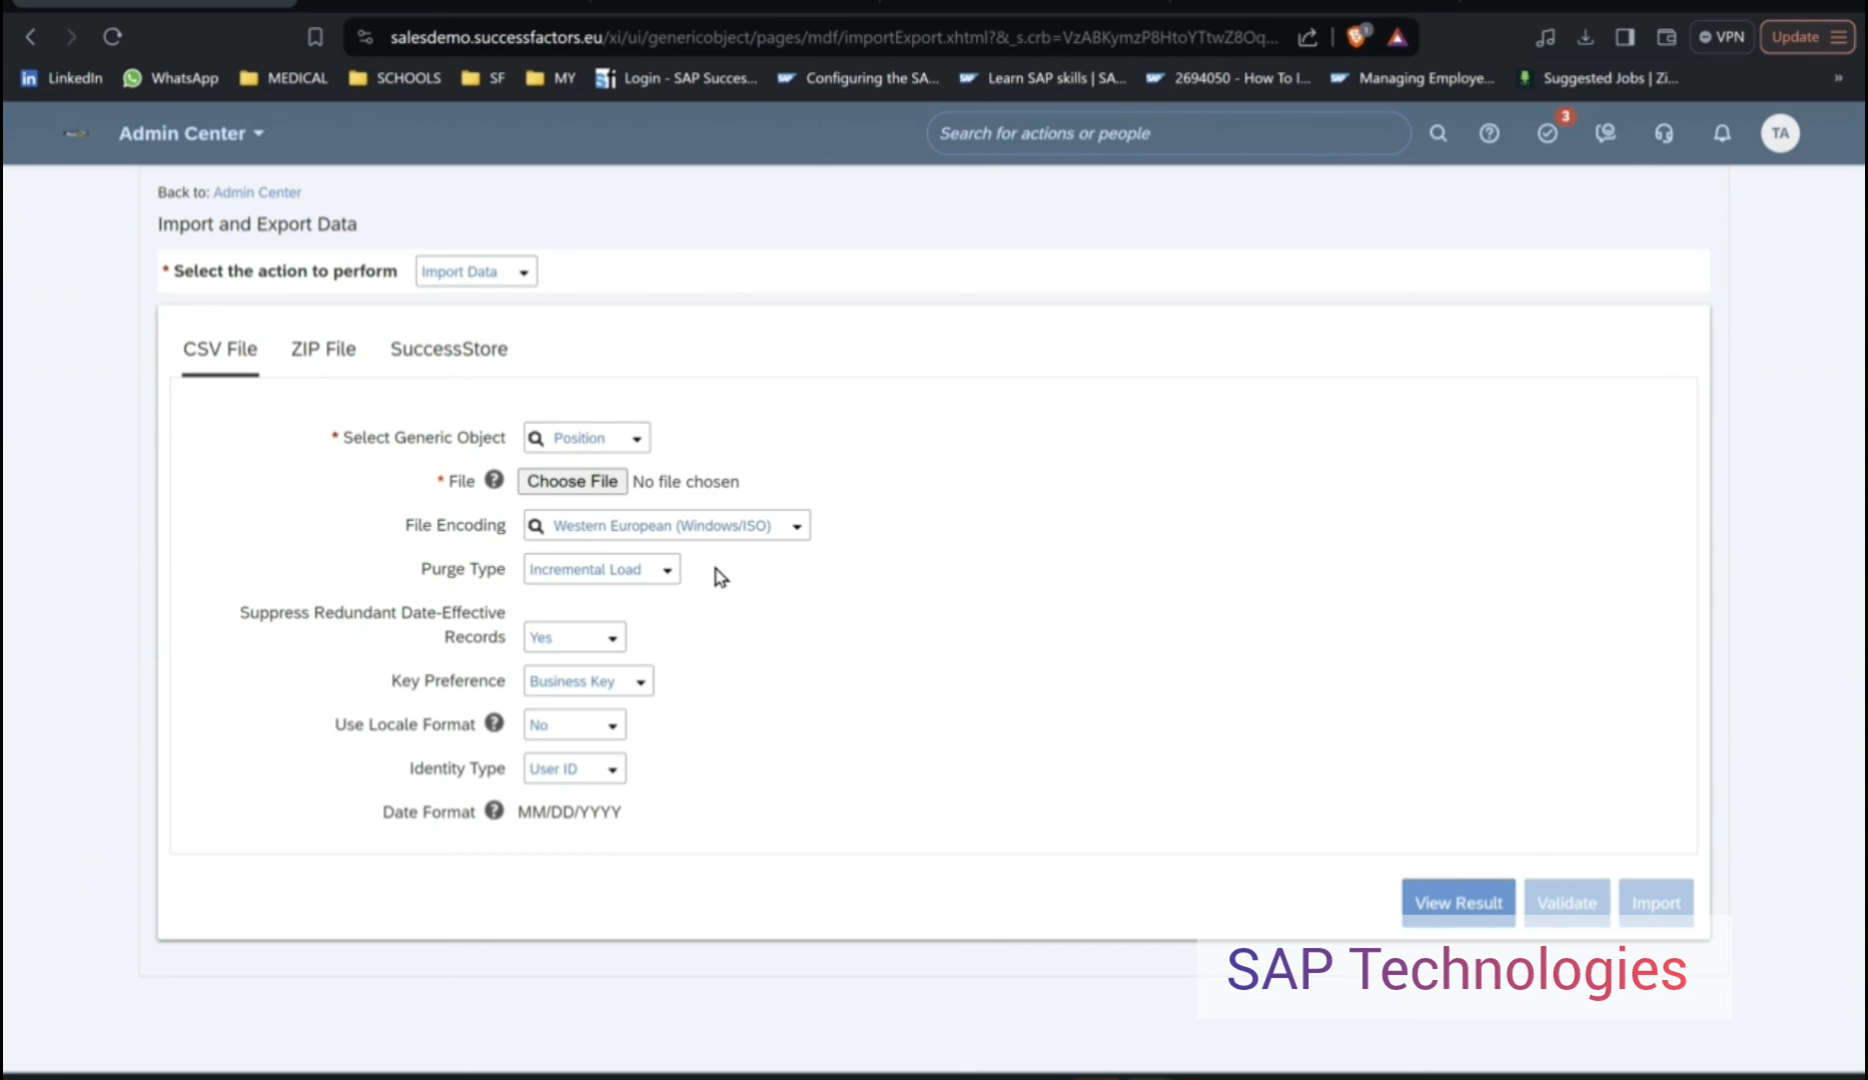 salesdemo.successfactors.eu/xi/ui/genericobject/pages/mdf/importExport.xhtml?&_s.crb=VzABKymzP8HtoYTtwZ8Oq...
VPN
Update
LinkedIn WhatsApp MEDICAL SCHOOLS SF MY Login - SAP Succes... Configuring the SA... Learn SAP skills | SA... 2694050 - How To I... Managing Employe... Suggested Jobs | Zi... »
Admin Center
Search for actions or people
3
TA
Back to: Admin Center
Import and Export Data
* Select the action to perform Import Data
CSV File ZIP File SuccessStore
* Select Generic Object Position
* File Choose File No file chosen
File Encoding Western European (Windows/ISO)
Purge Type Incremental Load
Suppress Redundant Date-Effective
Records Yes
Key Preference Business Key
Use Locale Format No
Identity Type User ID
Date Format MM/DD/YYYY
View Result Validate Import
SAP Technologies